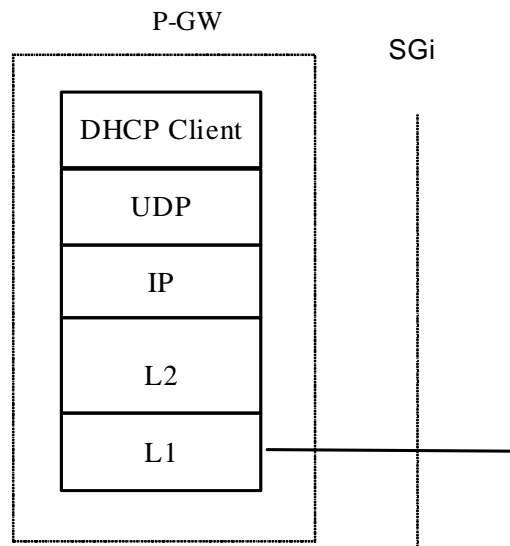 P-GW
SGi
DHCP Client
UDP
IP
L2
L1